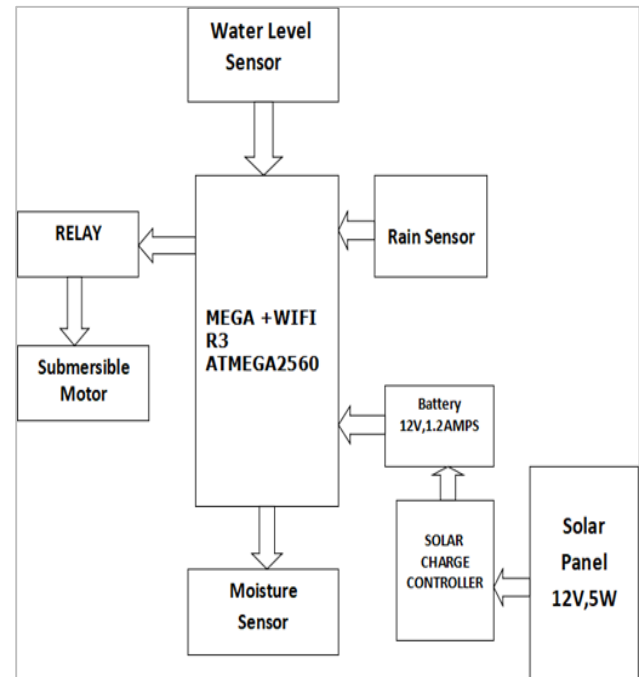 Water Level
Sensor
RELAY
Rain Sensor
MEGA +WIFI
R3
ATMEGA2560
Submersible
Motor
Battery
12V,1.2AMPS
SOLAR
CHARGE
CONTROLLER
Solar
Panel
12V,5W
Moisture
Sensor